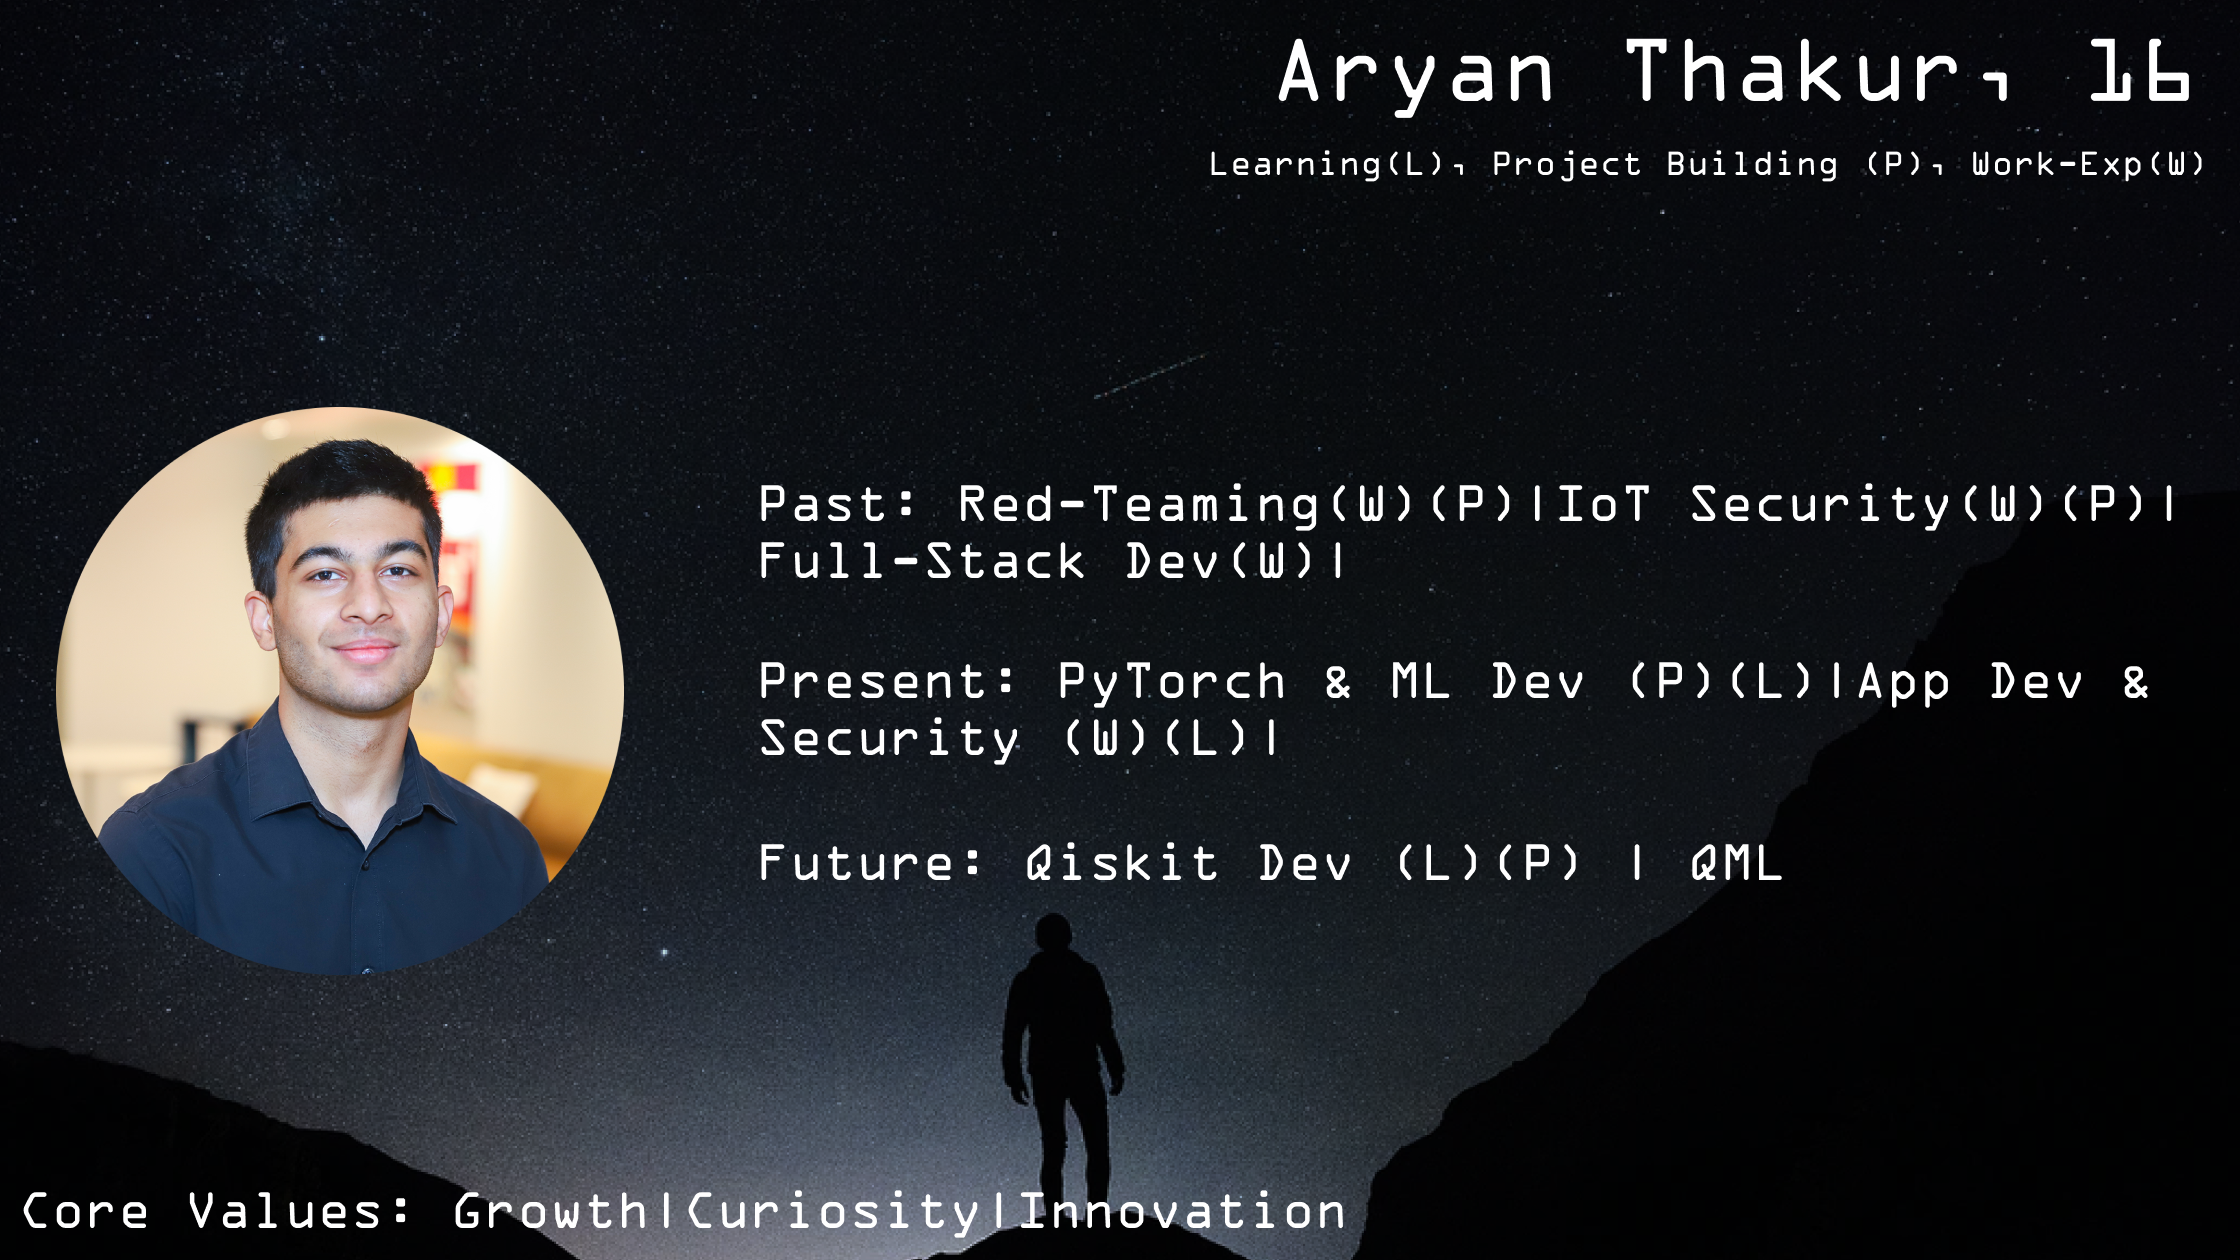 Aryan Thakur, 16
Learning(L), Project Building (P), Work-Exp(W)
Past: Red-Teaming(W)(P)|IoT Security(W)(P)|
Full-Stack Dev(W)|
Present: PyTorch & ML Dev (P)(L)|App Dev &
Security (W)(L)|
Future: Qiskit Dev (L)(P) | QML
Core Values: Growth|Curiosity|Innovation